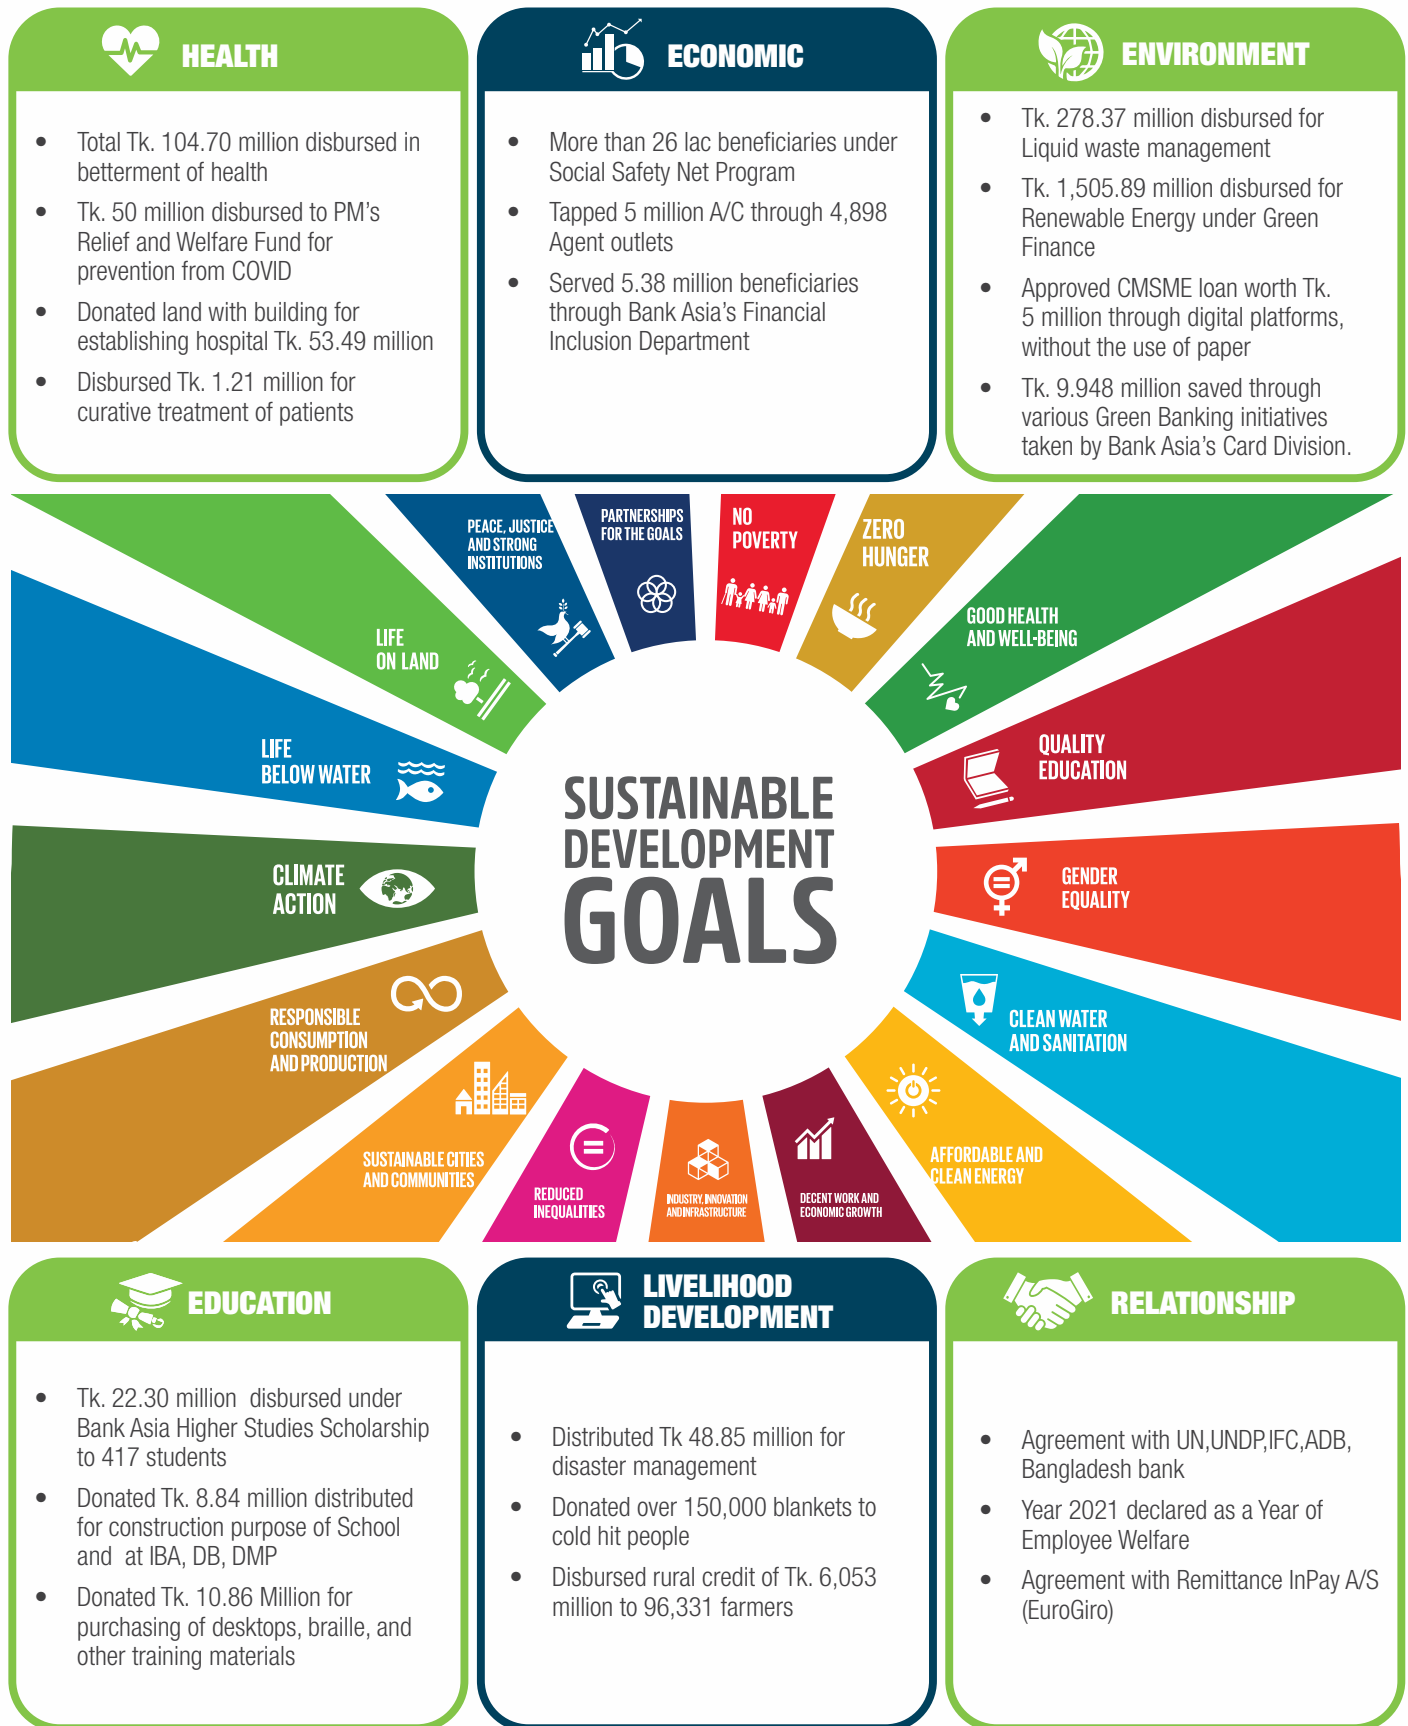 HEALTH
• Total Tk. 104.70 million disbursed in
betterment of health
• Tk. 50 million disbursed to PM's
Relief and Welfare Fund for
prevention from COVID
• Donated land with building for
establishing hospital Tk. 53.49 million
• Disbursed Tk. 1.21 million for
curative treatment of patients
ECONOMIC
• More than 26 lac beneficiaries under
Social Safety Net Program
• Tapped 5 million A/C through 4,898
Agent outlets
• Served 5.38 million beneficiaries
through Bank Asia's Financial
Inclusion Department
ENVIRONMENT
• Tk. 278.37 million disbursed for
Liquid waste management
• Tk. 1,505.89 million disbursed for
Renewable Energy under Green
Finance
• Approved CMSME loan worth Tk.
5 million through digital platforms,
without the use of paper
• Tk. 9.948 million saved through
various Green Banking initiatives
taken by Bank Asia's Card Division.
SUSTAINABLE
DEVELOPMENT
GOALS
NO
POVERTY
ZERO
HUNGER
GOOD HEALTH
AND WELL-BEING
QUALITY
EDUCATION
GENDER
EQUALITY
CLEAN WATER
AND SANITATION
AFFORDABLE AND
CLEAN ENERGY
DECENT WORK AND
ECONOMIC GROWTH
INDUSTRY, INNOVATION
AND INFRASTRUCTURE
REDUCED
INEQUALITIES
SUSTAINABLE CITIES
AND COMMUNITIES
RESPONSIBLE
CONSUMPTION
AND PRODUCTION
CLIMATE
ACTION
LIFE
BELOW WATER
LIFE
ON LAND
PEACE, JUSTICE
AND STRONG
INSTITUTIONS
PARTNERSHIPS
FOR THE GOALS
EDUCATION
• Tk. 22.30 million disbursed under
Bank Asia Higher Studies Scholarship
to 417 students
• Donated Tk. 8.84 million distributed
for construction purpose of School
and at IBA, DB, DMP
• Donated Tk. 10.86 Million for
purchasing of desktops, braille, and
other training materials
LIVELIHOOD
DEVELOPMENT
• Distributed Tk 48.85 million for
disaster management
• Donated over 150,000 blankets to
cold hit people
• Disbursed rural credit of Tk. 6,053
million to 96,331 farmers
RELATIONSHIP
• Agreement with UN,UNDP,IFC,ADB,
Bangladesh bank
• Year 2021 declared as a Year of
Employee Welfare
• Agreement with Remittance InPay A/S
(EuroGiro)